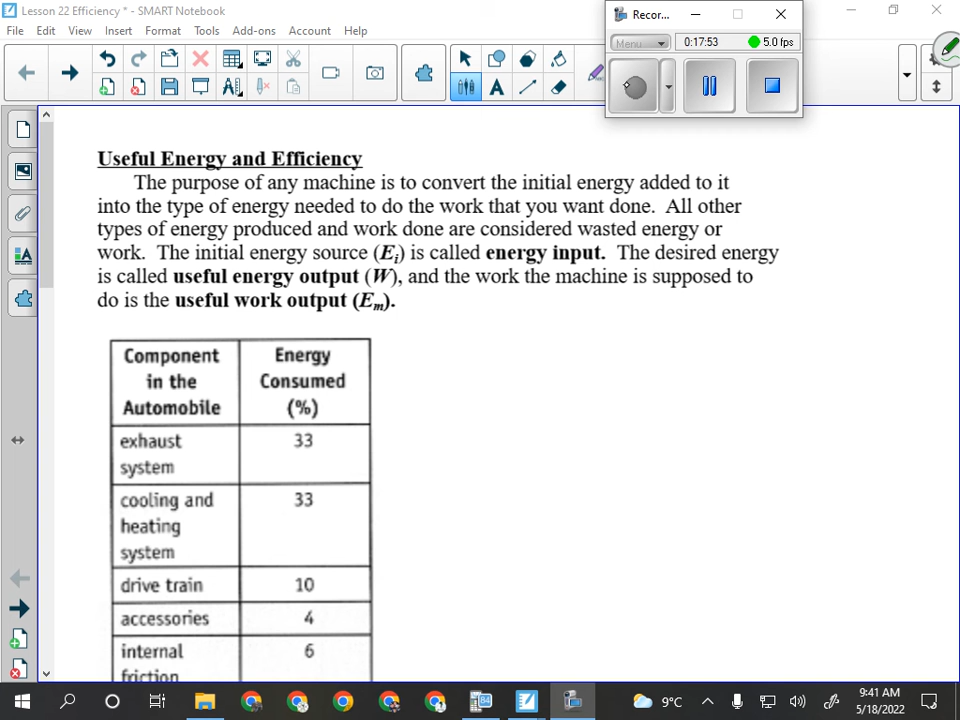 Lesson 22 Efficiency * - SMART Notebook
File Edit View Insert Format Tools Add-ons Account Help
Recor...
Menu 0:17:53 5.0 fps
Useful Energy and Efficiency
The purpose of any machine is to convert the initial energy added to it
into the type of energy needed to do the work that you want done. All other
types of energy produced and work done are considered wasted energy or
work. The initial energy source (Ei) is called energy input. The desired energy
is called useful energy output (W), and the work the machine is supposed to
do is the useful work output (Em).
Component Energy
in the Consumed
Automobile (%)
exhaust 33
system
cooling and 33
heating
system
drive train 10
accessories 4
internal 6
friction
9°C
9:41 AM
5/18/2022